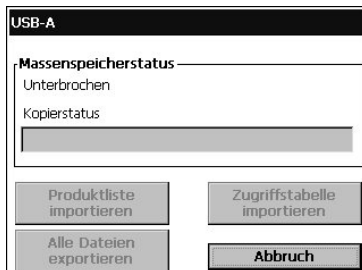 USB-A
Massenspeicherstatus
Unterbrochen
Kopierstatus
Produktliste
importieren
Zugriffstabelle
importieren
Alle Dateien
exportieren
Abbruch